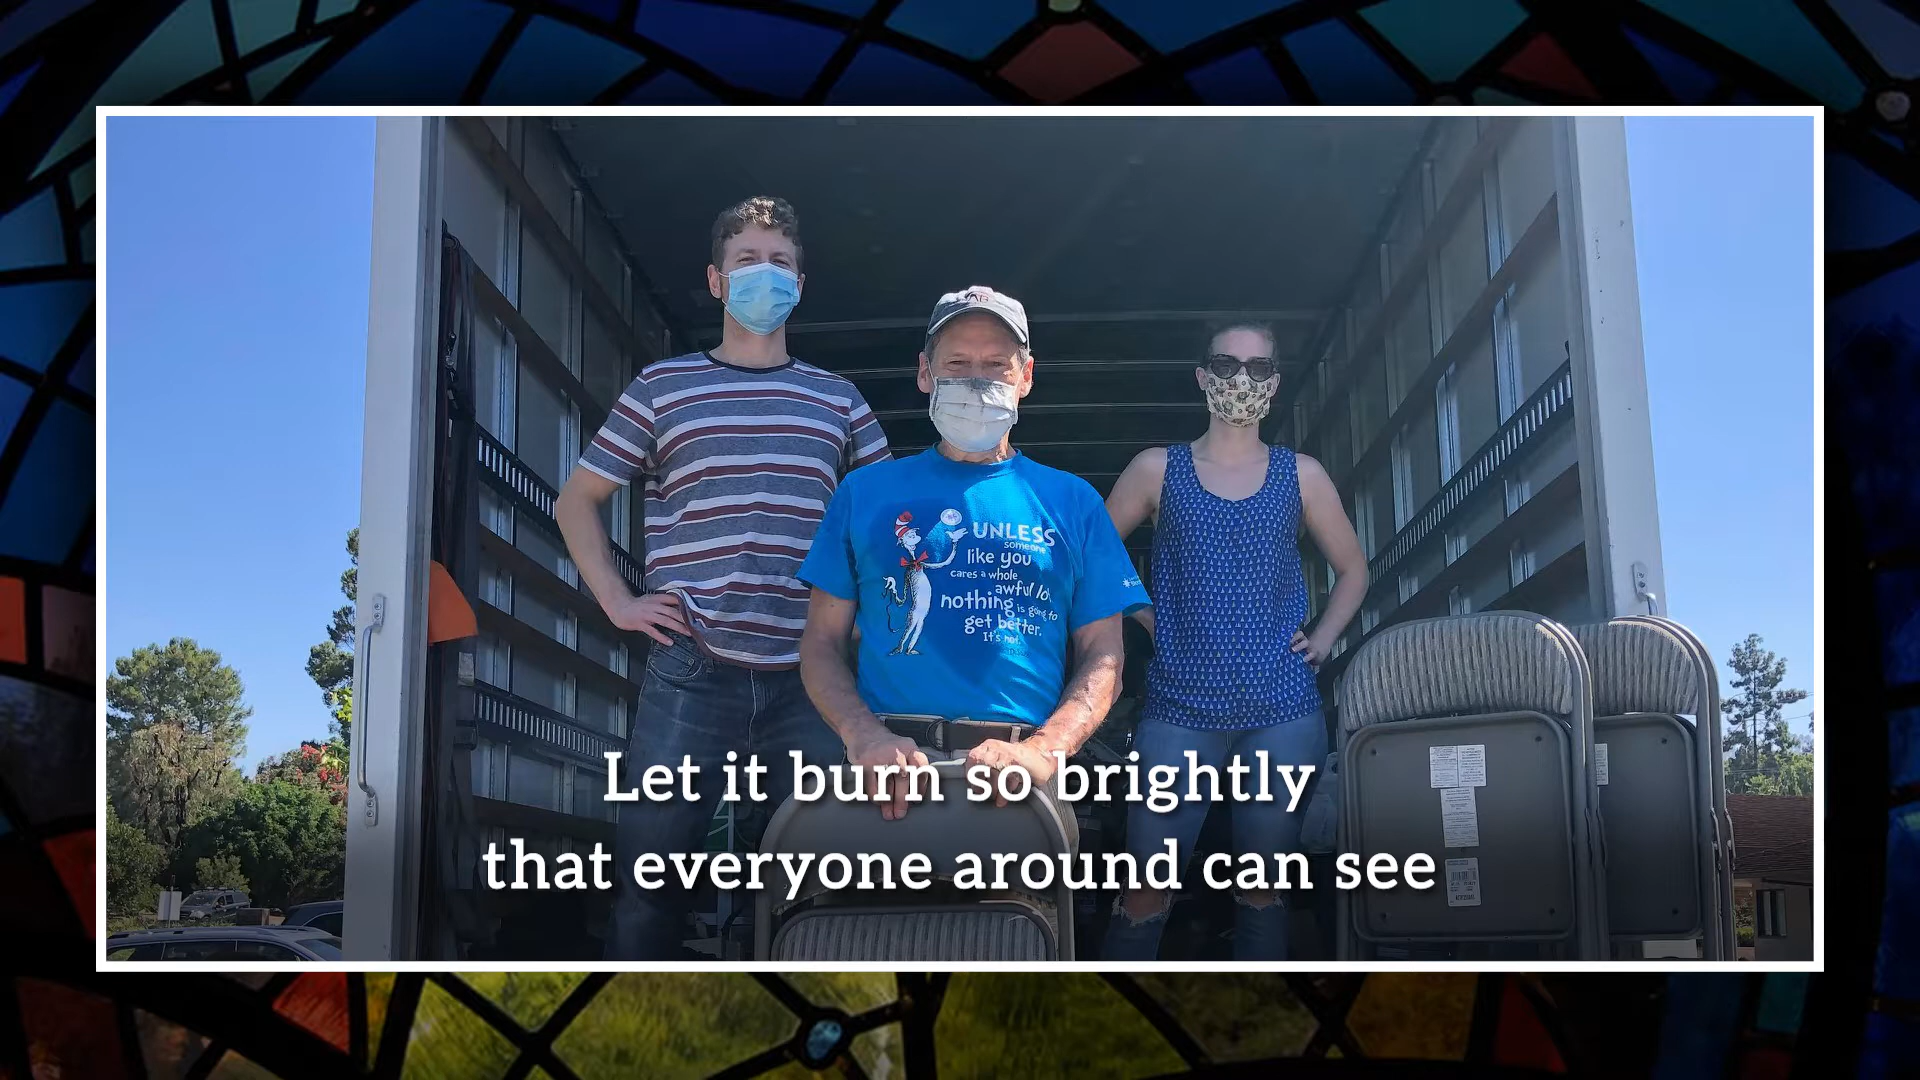 UNLESS
someone
like you
cares a whole
awful lot
nothing is going to
get better.
It's not.
Let it burn so brightly
that everyone around can see